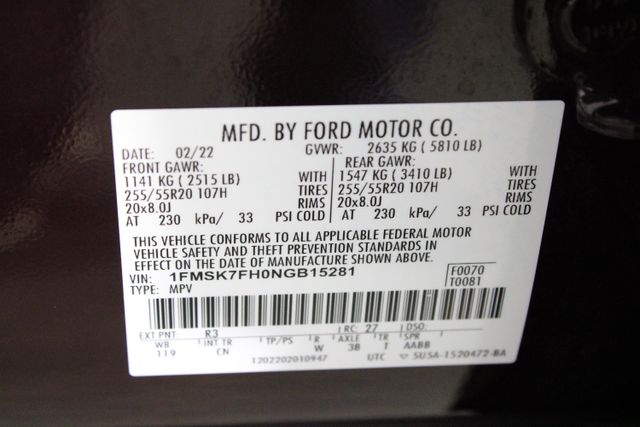 MFD. BY FORD MOTOR CO.
DATE: 02/22 GVWR: 2635 KG ( 5810 LB)
FRONT GAWR: REAR GAWR:
1141 KG ( 2515 LB) WITH 1547 KG ( 3410 LB) WITH
255/55R20 107H TIRES 255/55R20 107H TIRES
20x8.0J RIMS 20x8.0J RIMS
AT 230 kPa/ 33 PSI COLD AT 230 kPa/ 33 PSI COLD
THIS VEHICLE CONFORMS TO ALL APPLICABLE FEDERAL MOTOR
VEHICLE SAFETY AND THEFT PREVENTION STANDARDS IN
EFFECT ON THE DATE OF MANUFACTURE SHOWN ABOVE.
VIN: 1FMSK7FH0NGB15281 F0070
TYPE: MPV T0081
EXT PNT: R3 RC: 27 DSO:
WB INT TR TP/PS R AXLE TR SPR
119 CN W 3B T AABB
1202202010947 UTC 5U5A-1520472-BA